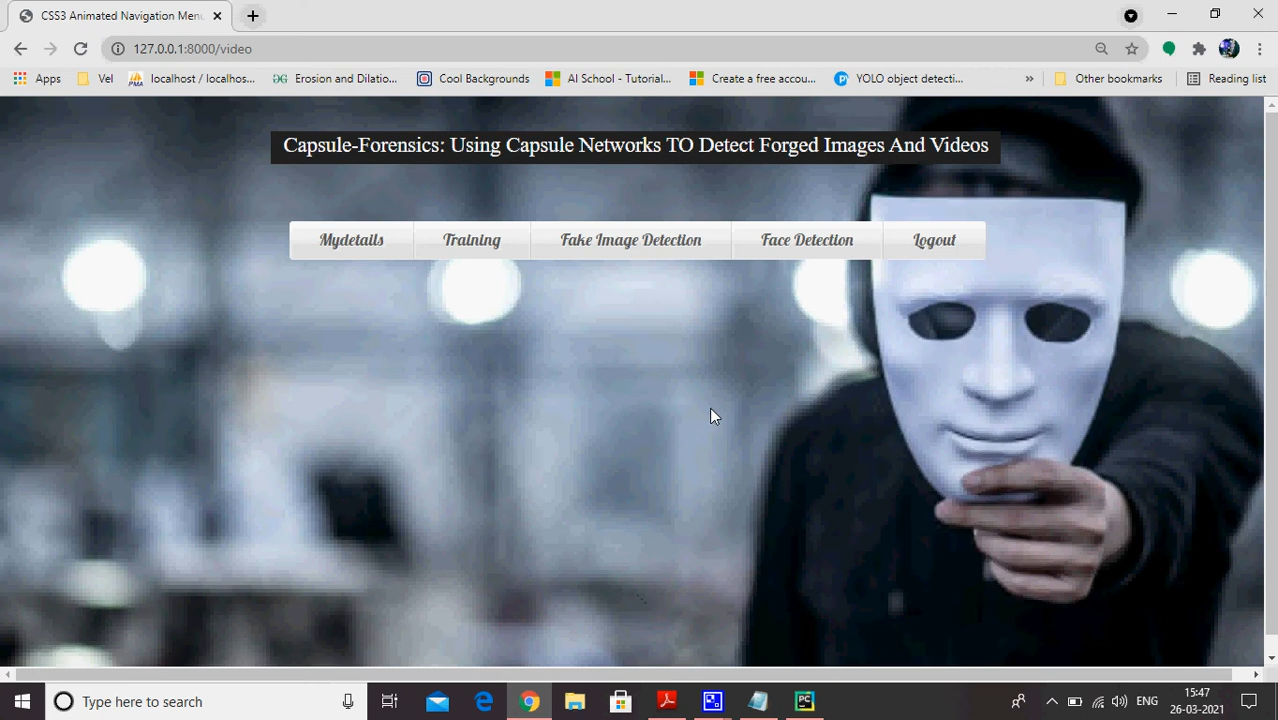 CSS3 Animated Navigation Menu
127.0.0.1:8000/video
Apps
Vel
localhost / localhos...
Erosion and Dilatio...
Cool Backgrounds
AI School - Tutorial...
Create a free accou...
YOLO object detecti...
»
Other bookmarks
Reading list
Capsule-Forensics: Using Capsule Networks TO Detect Forged Images And Videos
Mydetails
Training
Fake Image Detection
Face Detection
Logout
Type here to search
ENG
15:47
26-03-2021